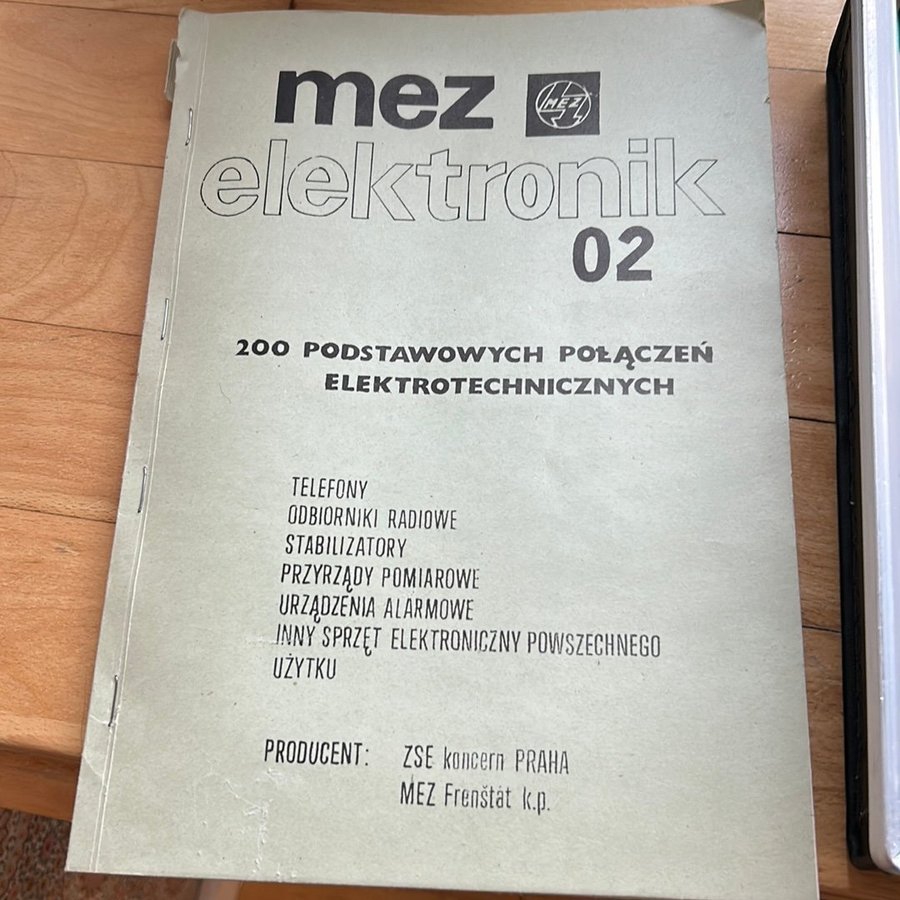 mez MEZ
elektronik
02
200 PODSTAWOWYCH POŁĄCZEŃ
ELEKTROTECHNICZNYCH
TELEFONY
ODBIORNIKI RADIOWE
STABILIZATORY
PRZYRZĄDY POMIAROWE
URZĄDZENIA ALARMOWE
INNY SPRZĘT ELEKTRONICZNY POWSZECHNEGO
UŻYTKU
PRODUCENT: ZSE koncern PRAHA
MEZ Frenštát k.p.